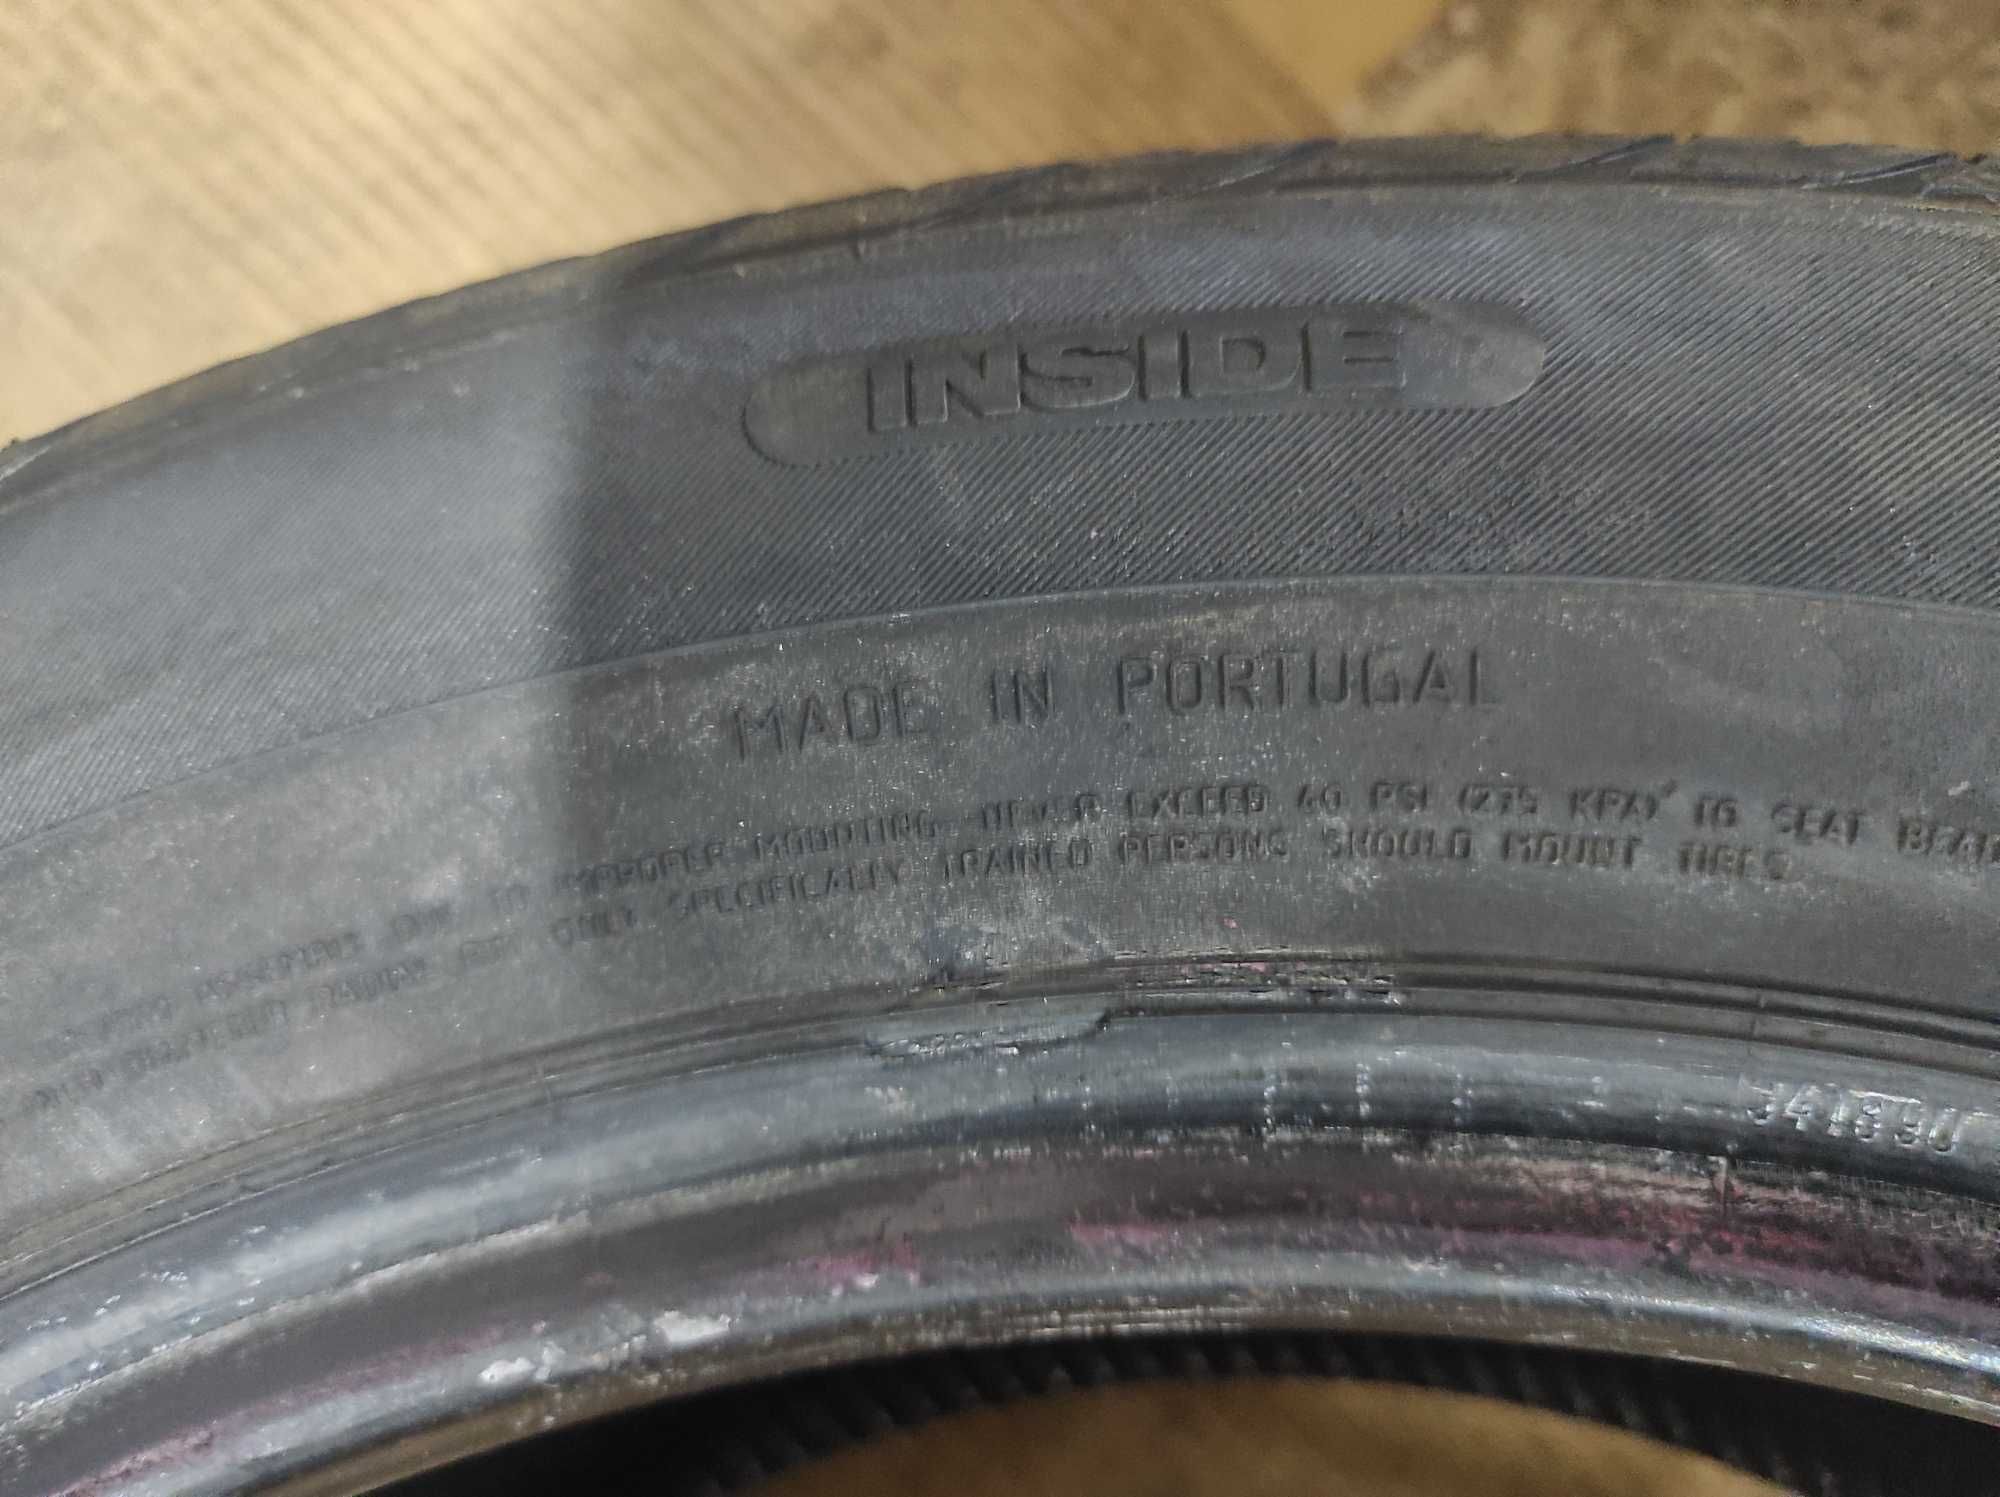 INSIDE
MADE IN PORTUGAL
IMPROPER MOUNTING. NEVER EXCEED 40 PSI (275 KPA) TO SEAT
ONLY SPECIFICALLY TRAINED PERSONS SHOULD MOUNT TIRES